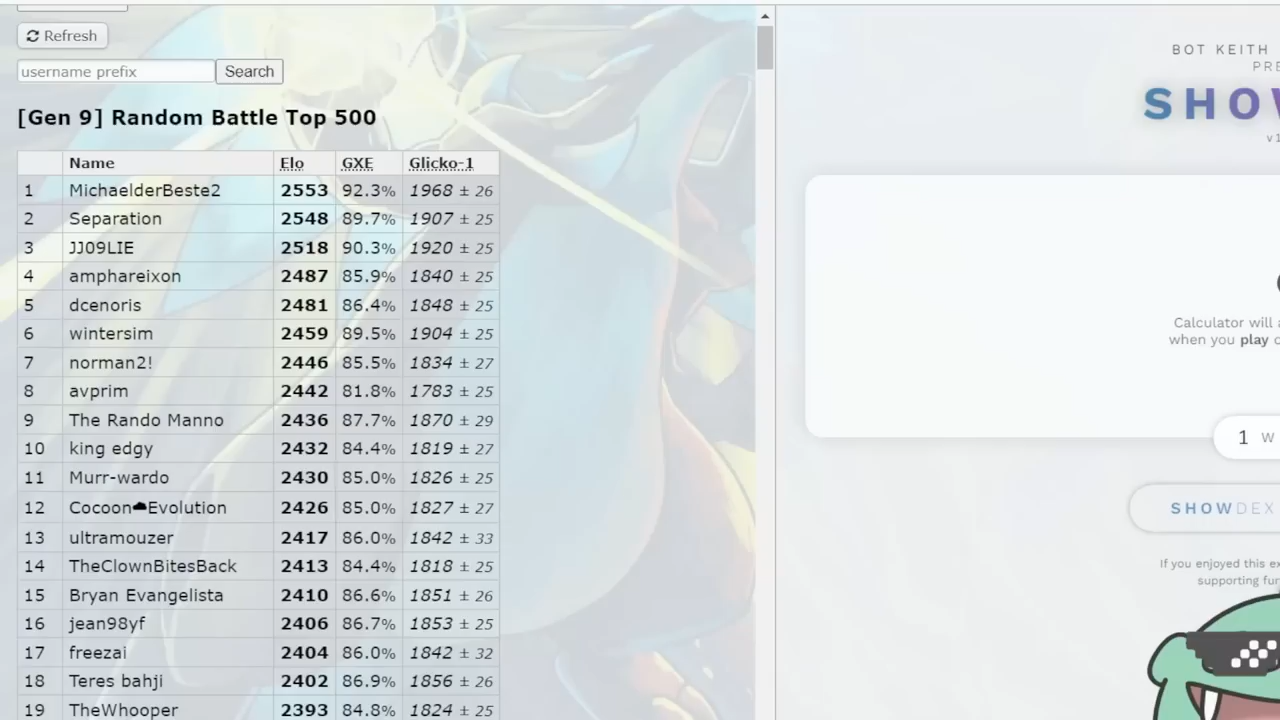 Refresh
username prefix Search
[Gen 9] Random Battle Top 500
Name Elo GXE Glicko-1
1 MichaelderBeste2 2553 92.3% 1968 ± 26
2 Separation 2548 89.7% 1907 ± 25
3 JJ09LIE 2518 90.3% 1920 ± 25
4 amphareixon 2487 85.9% 1840 ± 25
5 dcenoris 2481 86.4% 1848 ± 25
6 wintersim 2459 89.5% 1904 ± 25
7 norman2! 2446 85.5% 1834 ± 27
8 avprim 2442 81.8% 1783 ± 25
9 The Rando Manno 2436 87.7% 1870 ± 29
10 king edgy 2432 84.4% 1819 ± 27
11 Murr-wardo 2430 85.0% 1826 ± 25
12 Cocoon☁Evolution 2426 85.0% 1827 ± 27
13 ultramouzer 2417 86.0% 1842 ± 33
14 TheClownBitesBack 2413 84.4% 1818 ± 25
15 Bryan Evangelista 2410 86.6% 1851 ± 26
16 jean98yf 2406 86.7% 1853 ± 25
17 freezai 2404 86.0% 1842 ± 32
18 Teres bahji 2402 86.9% 1856 ± 26
19 TheWhooper 2393 84.8% 1824 ± 25
BOT KEITH
PRE
SHOW
v1
Calculator will a
when you play
1 W
SHOWDEX
If you enjoyed this ex
supporting fur